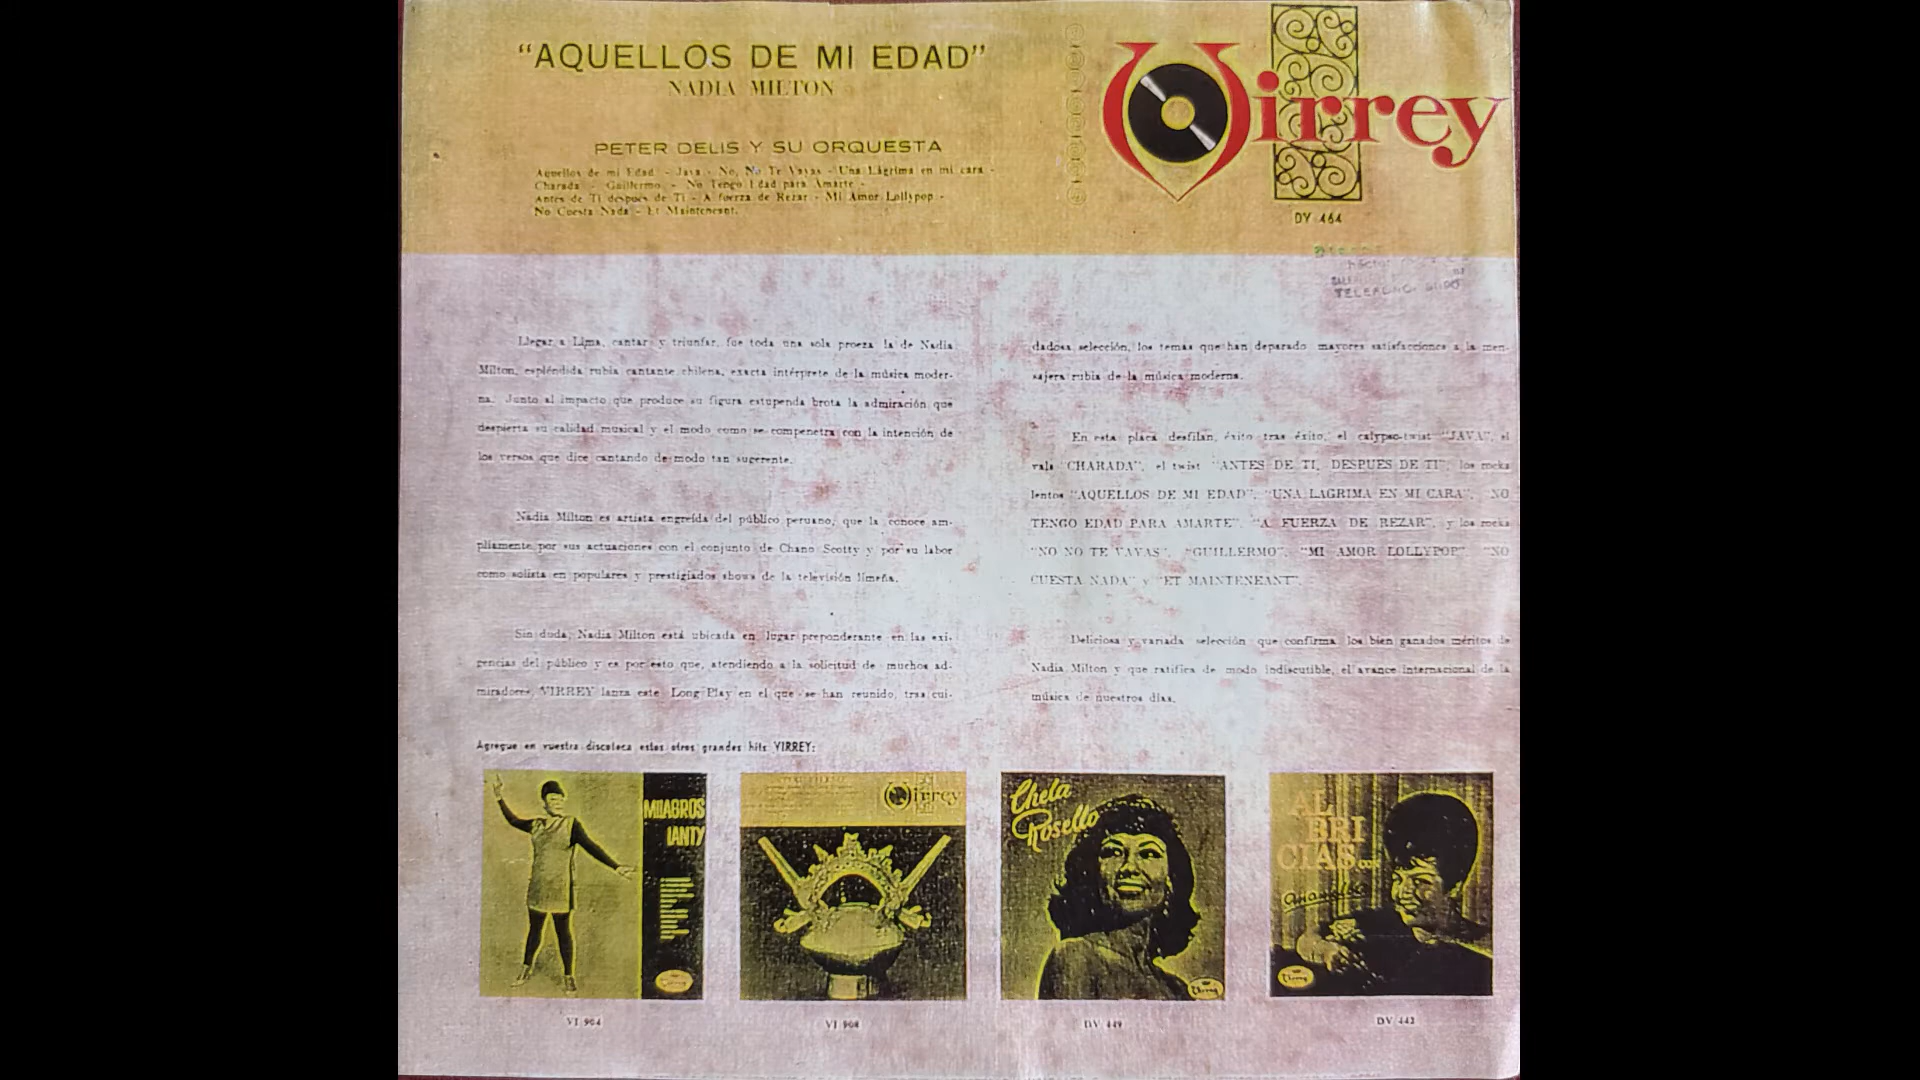 "AQUELLOS DE MI EDAD"
NADIA MILTON
PETER DELIS Y SU ORQUESTA
Aquellos de mi Edad - Java - No, No Te Vayas - Una Lágrima en mi cara -
Charada - Guillermo - No Tengo Edad para Amarte -
Antes de Ti despues de Ti - A fuerza de Rezar - Mi Amor Lollypop -
No Cuesta Nada - Et Mainteneant.
Virrey
DV 464
TELEFONO
Llegar a Lima, cantar y triunfar, fue toda una sola proeza la de Nadia
Milton, espléndida rubia cantante chilena, exacta intérprete de la música moder-
na. Junto al impacto que produce su figura estupenda brota la admiración que
despierta su calidad musical y el modo como se compenetra con la intención de
los versos que dice cantando de modo tan sugerente.
Nadia Milton es artista engreída del público peruano, que la conoce am-
pliamente por sus actuaciones con el conjunto de Chano Scotty y por su labor
como solista en populares y prestigiados shows de la televisión limeña.
Sin duda, Nadia Milton está ubicada en lugar preponderante en las exi-
gencias del público y es por esto que, atendiendo a la solicitud de muchos ad-
miradores, VIRREY lanza este Long Play en el que se han reunido, tras cui-
dadosa selección, los temas que han deparado mayores satisfacciones a la men-
sajera rubia de la música moderna.
En esta placa desfilan, éxito tras éxito, el calypso-twist "JAVA", el
vals "CHARADA", el twist "ANTES DE TI, DESPUES DE TI", los rocks
lentos "AQUELLOS DE MI EDAD", "UNA LAGRIMA EN MI CARA", "NO
TENGO EDAD PARA AMARTE", "A FUERZA DE REZAR", y los rocks
"NO NO TE VAYAS", "GUILLERMO", "MI AMOR LOLLYPOP", "NO
CUESTA NADA" y "ET MAINTENEANT".
Deliciosa y variada selección que confirma los bien ganados méritos de
Nadia Milton y que ratifica de modo indiscutible, el avance internacional de la
música de nuestros días.
Agregue en vuestra discoteca estos otros grandes hits VIRREY:
MILAGROS
IANTY
Virrey
VI 904
Virrey
VI 908
Chela
Rosello
Virrey
DV 449
AL
BRI
CIAS...
Virrey
DV 442